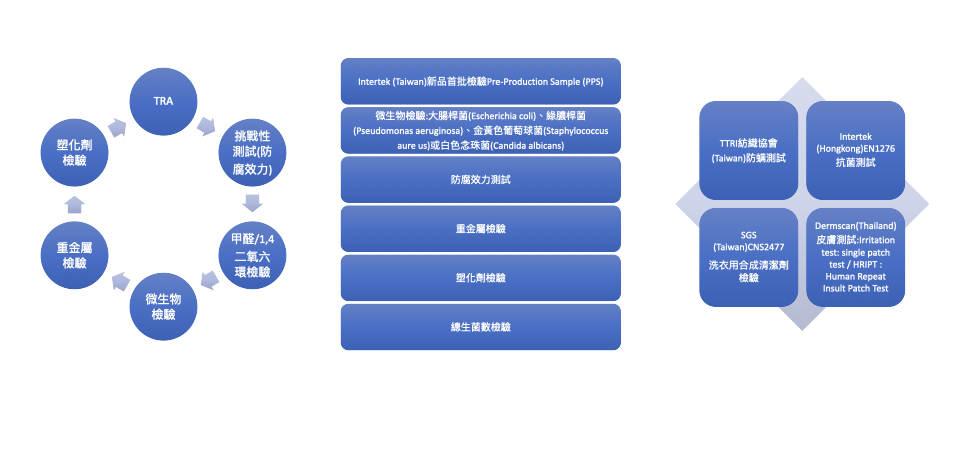 TRA
挑戰性
測試(防
腐效力)
甲醛/1,4
二氧六
環檢驗
微生物
檢驗
重金屬
檢驗
塑化劑
檢驗
Intertek (Taiwan)新品首批檢驗Pre-Production Sample (PPS)
微生物檢驗:大腸桿菌(Escherichia coli)、綠膿桿菌
(Pseudomonas aeruginosa)、金黃色葡萄球菌(Staphylococcus
aure us)或白色念珠菌(Candida albicans)
防腐效力測試
重金屬檢驗
塑化劑檢驗
總生菌數檢驗
TTRI紡織協會
(Taiwan)防蟎測試
Intertek
(Hongkong)EN1276
抗菌測試
SGS
(Taiwan)CNS2477
洗衣用合成清潔劑
檢驗
Dermscan(Thailand)
皮膚測試:Irritation
test: single patch
test / HRIPT :
Human Repeat
Insult Patch Test